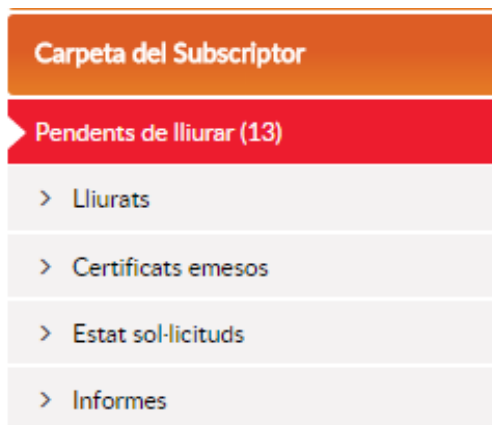 Carpeta del Subscriptor
Pendents de lliurar (13)
Lliurats
Certificats emesos
Estat sol·licituds
Informes